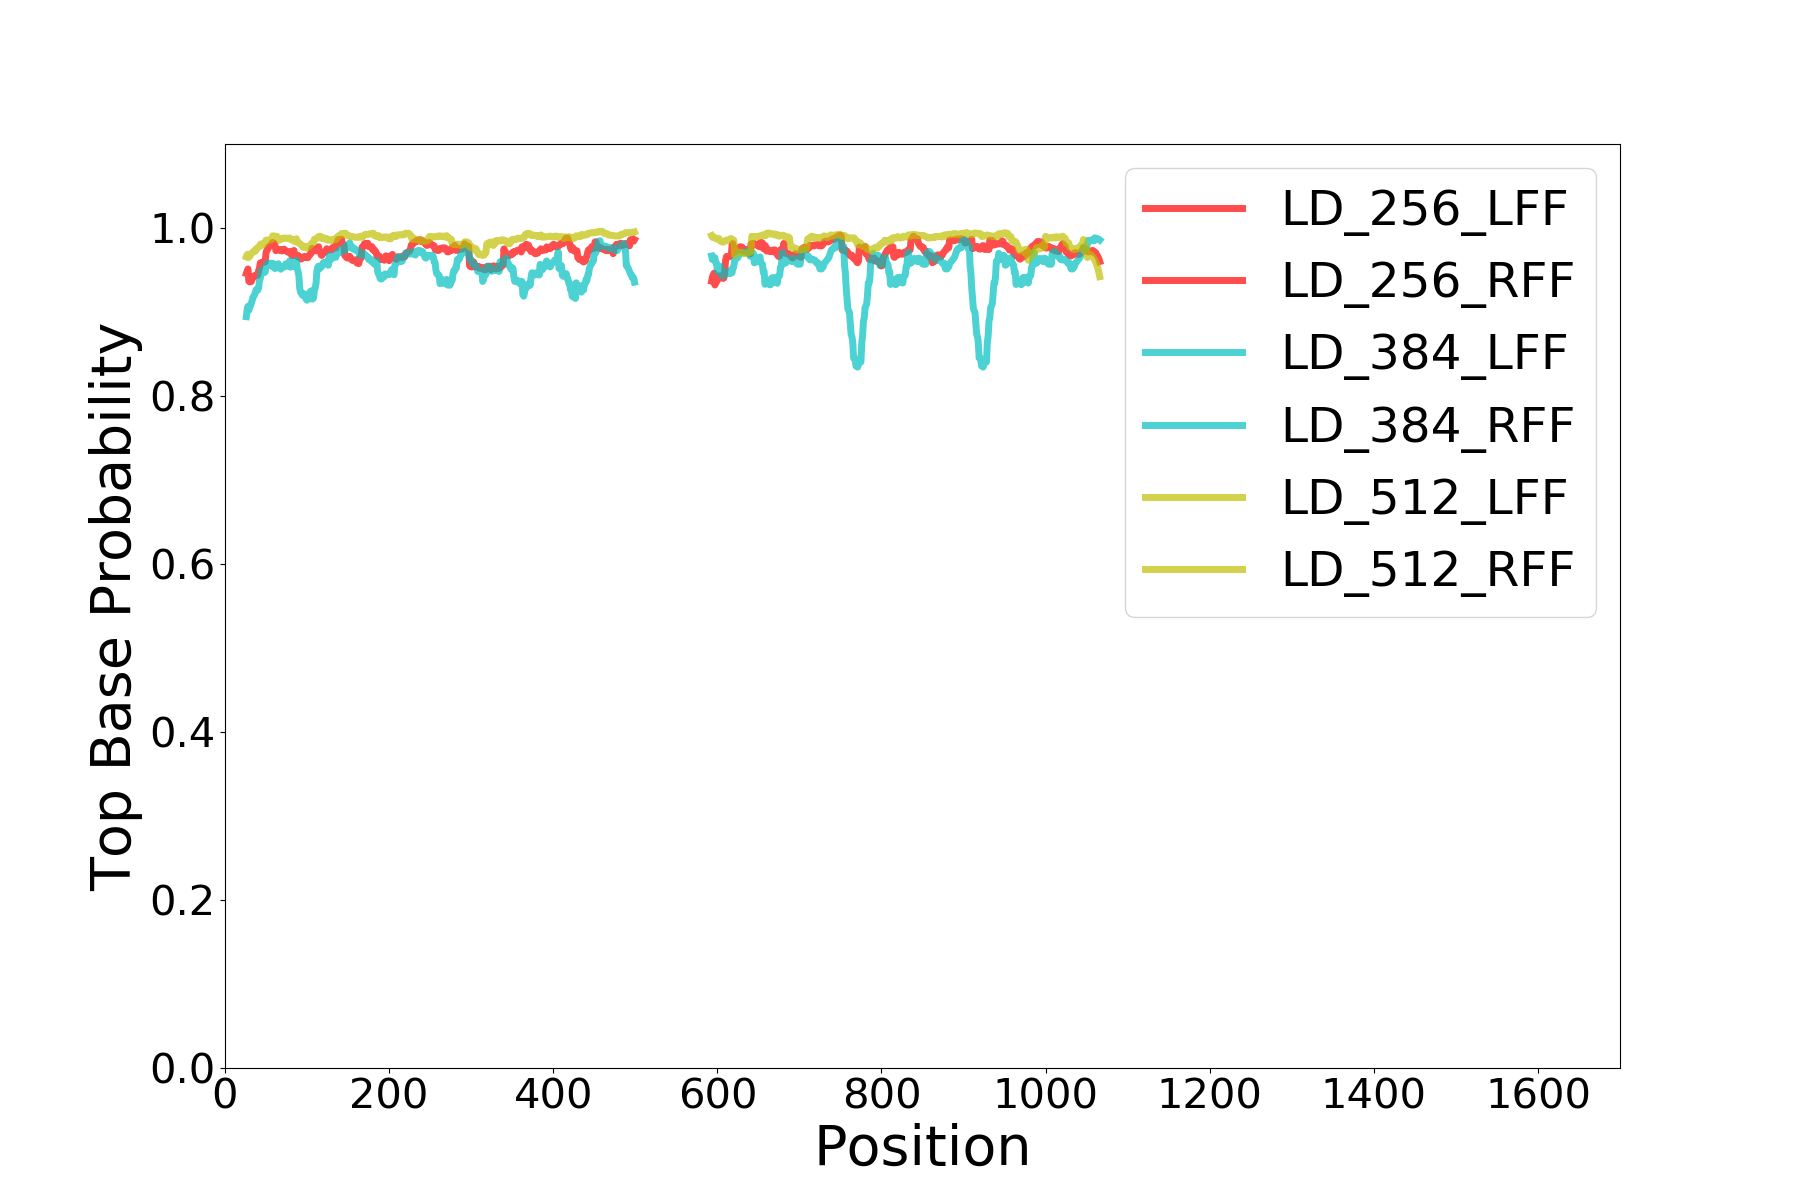 LD_256_LFF
LD_256_RFF
LD_384_LFF
LD_384_RFF
LD_512_LFF
LD_512_RFF
1.0
0.8
0.6
0.4
0.2
0.0
Top Base Probability
0 200 400 600 800 1000 1200 1400 1600
Position